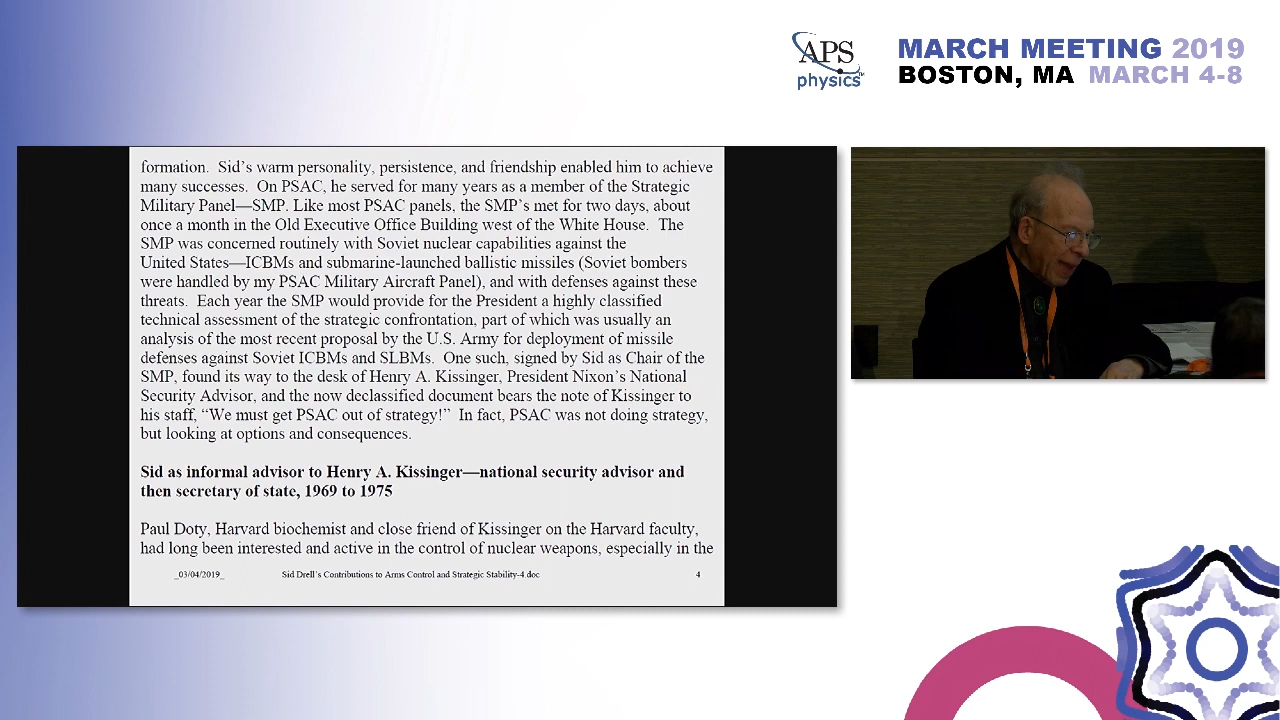 APS
physics™
MARCH MEETING 2019
BOSTON, MA MARCH 4-8
formation.  Sid’s warm personality, persistence, and friendship enabled him to achieve
many successes.  On PSAC, he served for many years as a member of the Strategic
Military Panel—SMP. Like most PSAC panels, the SMP’s met for two days, about
once a month in the Old Executive Office Building west of the White House.  The
SMP was concerned routinely with Soviet nuclear capabilities against the
United States—ICBMs and submarine-launched ballistic missiles (Soviet bombers
were handled by my PSAC Military Aircraft Panel), and with defenses against these
threats.  Each year the SMP would provide for the President a highly classified
technical assessment of the strategic confrontation, part of which was usually an
analysis of the most recent proposal by the U.S. Army for deployment of missile
defenses against Soviet ICBMs and SLBMs.  One such, signed by Sid as Chair of the
SMP, found its way to the desk of Henry A. Kissinger, President Nixon’s National
Security Advisor, and the now declassified document bears the note of Kissinger to
his staff, “We must get PSAC out of strategy!”  In fact, PSAC was not doing strategy,
but looking at options and consequences.
Sid as informal advisor to Henry A. Kissinger—national security advisor and
then secretary of state, 1969 to 1975
Paul Doty, Harvard biochemist and close friend of Kissinger on the Harvard faculty,
had long been interested and active in the control of nuclear weapons, especially in the
_03/04/2019_ Sid Drell’s Contributions to Arms Control and Strategic Stability-4.doc 4